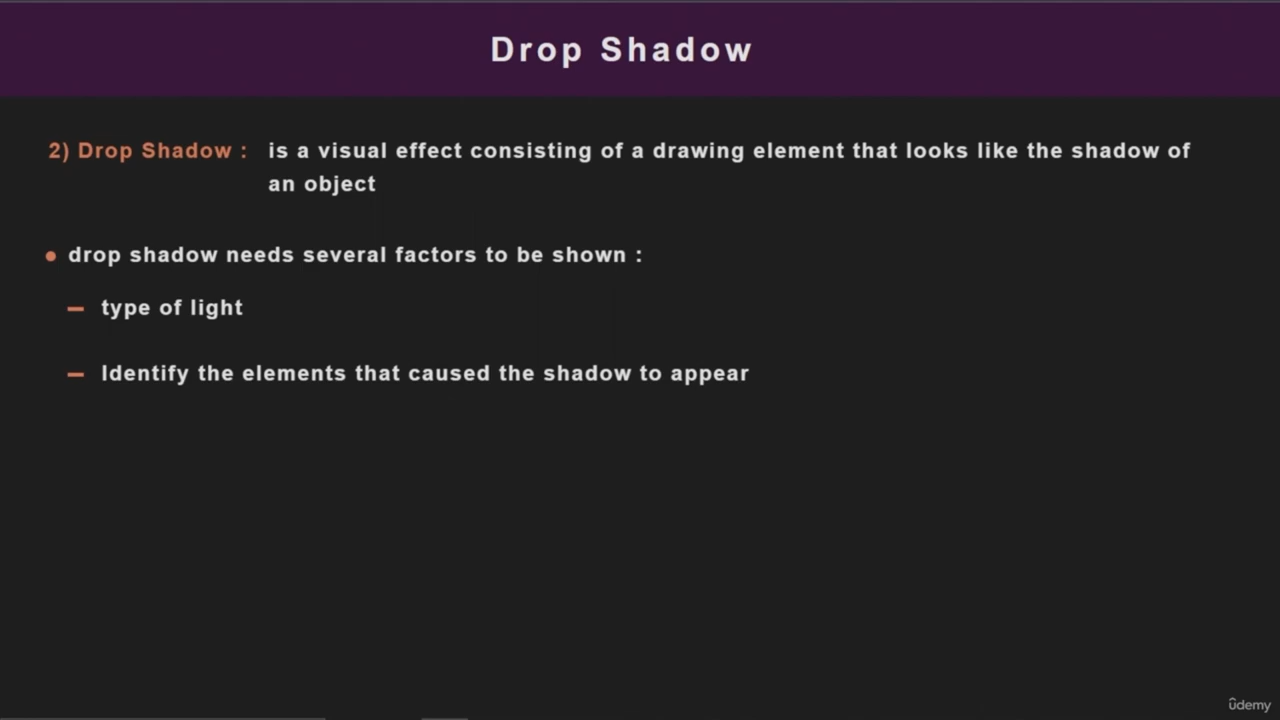 Drop Shadow
2) Drop Shadow : is a visual effect consisting of a drawing element that looks like the shadow of
an object
• drop shadow needs several factors to be shown :
– type of light
– Identify the elements that caused the shadow to appear
ûdemy